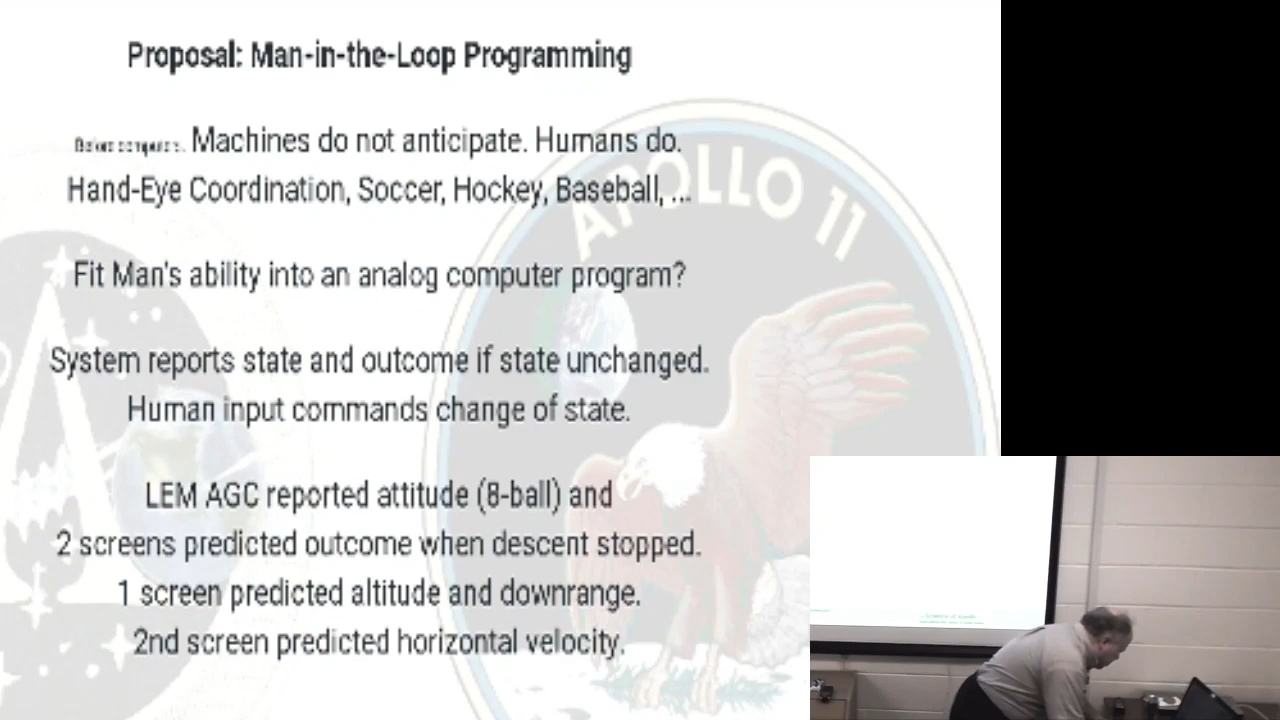 Proposal: Man-in-the-Loop Programming
Machines do not anticipate. Humans do.
Hand-Eye Coordination, Soccer, Hockey, Baseball, ...
APOLLO 11
Fit Man's ability into an analog computer program?
System reports state and outcome if state unchanged.
Human input commands change of state.
LEM AGC reported attitude (8-ball) and
2 screens predicted outcome when descent stopped.
1 screen predicted altitude and downrange.
2nd screen predicted horizontal velocity.